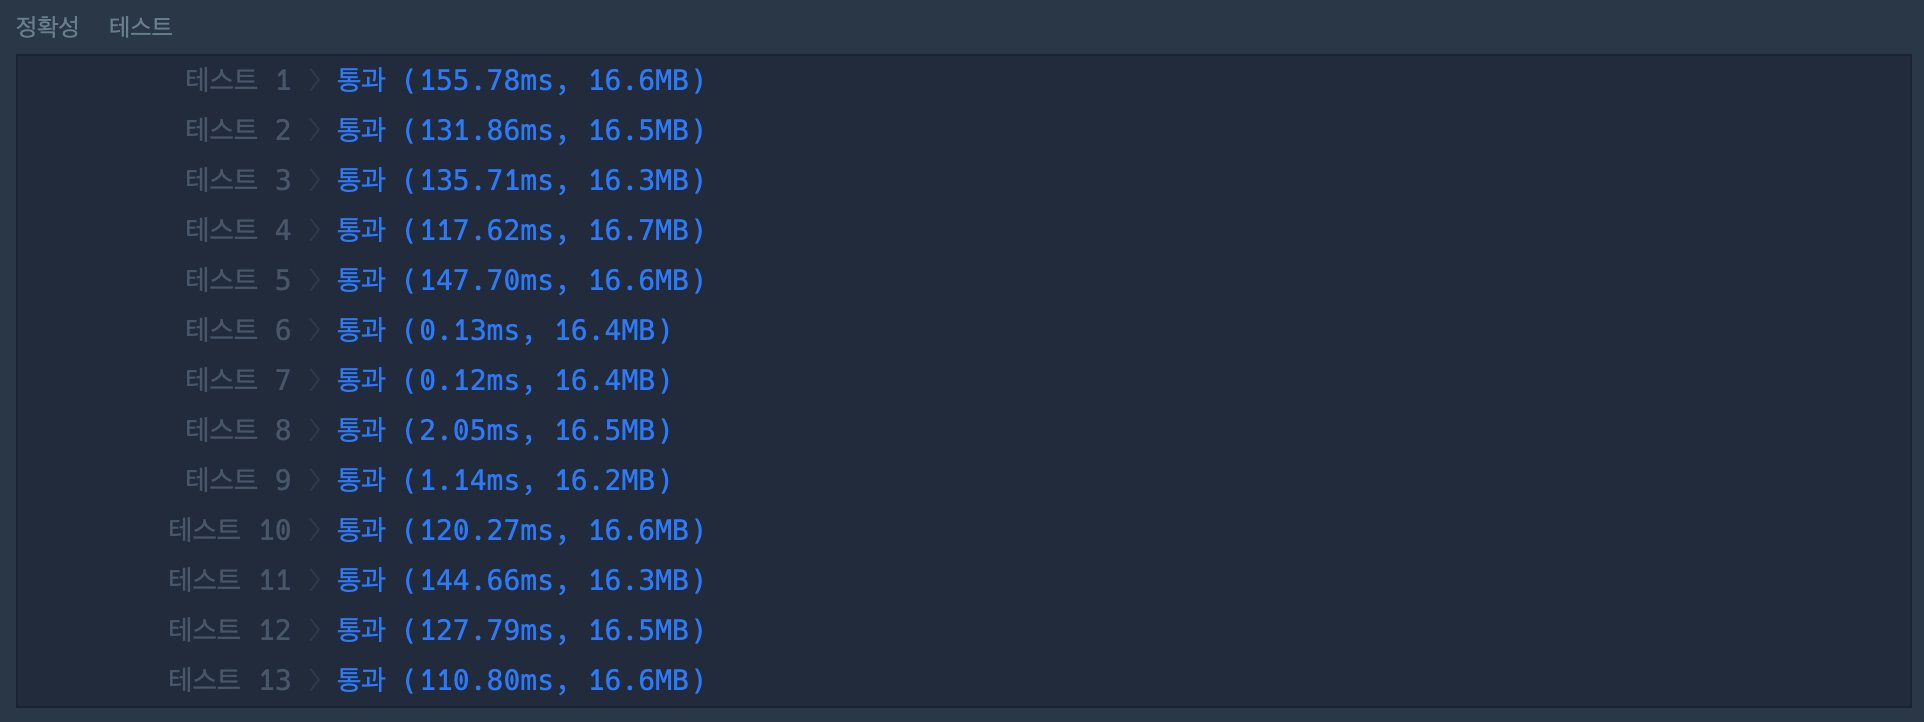 정확성 테스트
테스트 1 〉 통과 (155.78ms, 16.6MB)
테스트 2 〉 통과 (131.86ms, 16.5MB)
테스트 3 〉 통과 (135.71ms, 16.3MB)
테스트 4 〉 통과 (117.62ms, 16.7MB)
테스트 5 〉 통과 (147.70ms, 16.6MB)
테스트 6 〉 통과 (0.13ms, 16.4MB)
테스트 7 〉 통과 (0.12ms, 16.4MB)
테스트 8 〉 통과 (2.05ms, 16.5MB)
테스트 9 〉 통과 (1.14ms, 16.2MB)
테스트 10 〉 통과 (120.27ms, 16.6MB)
테스트 11 〉 통과 (144.66ms, 16.3MB)
테스트 12 〉 통과 (127.79ms, 16.5MB)
테스트 13 〉 통과 (110.80ms, 16.6MB)